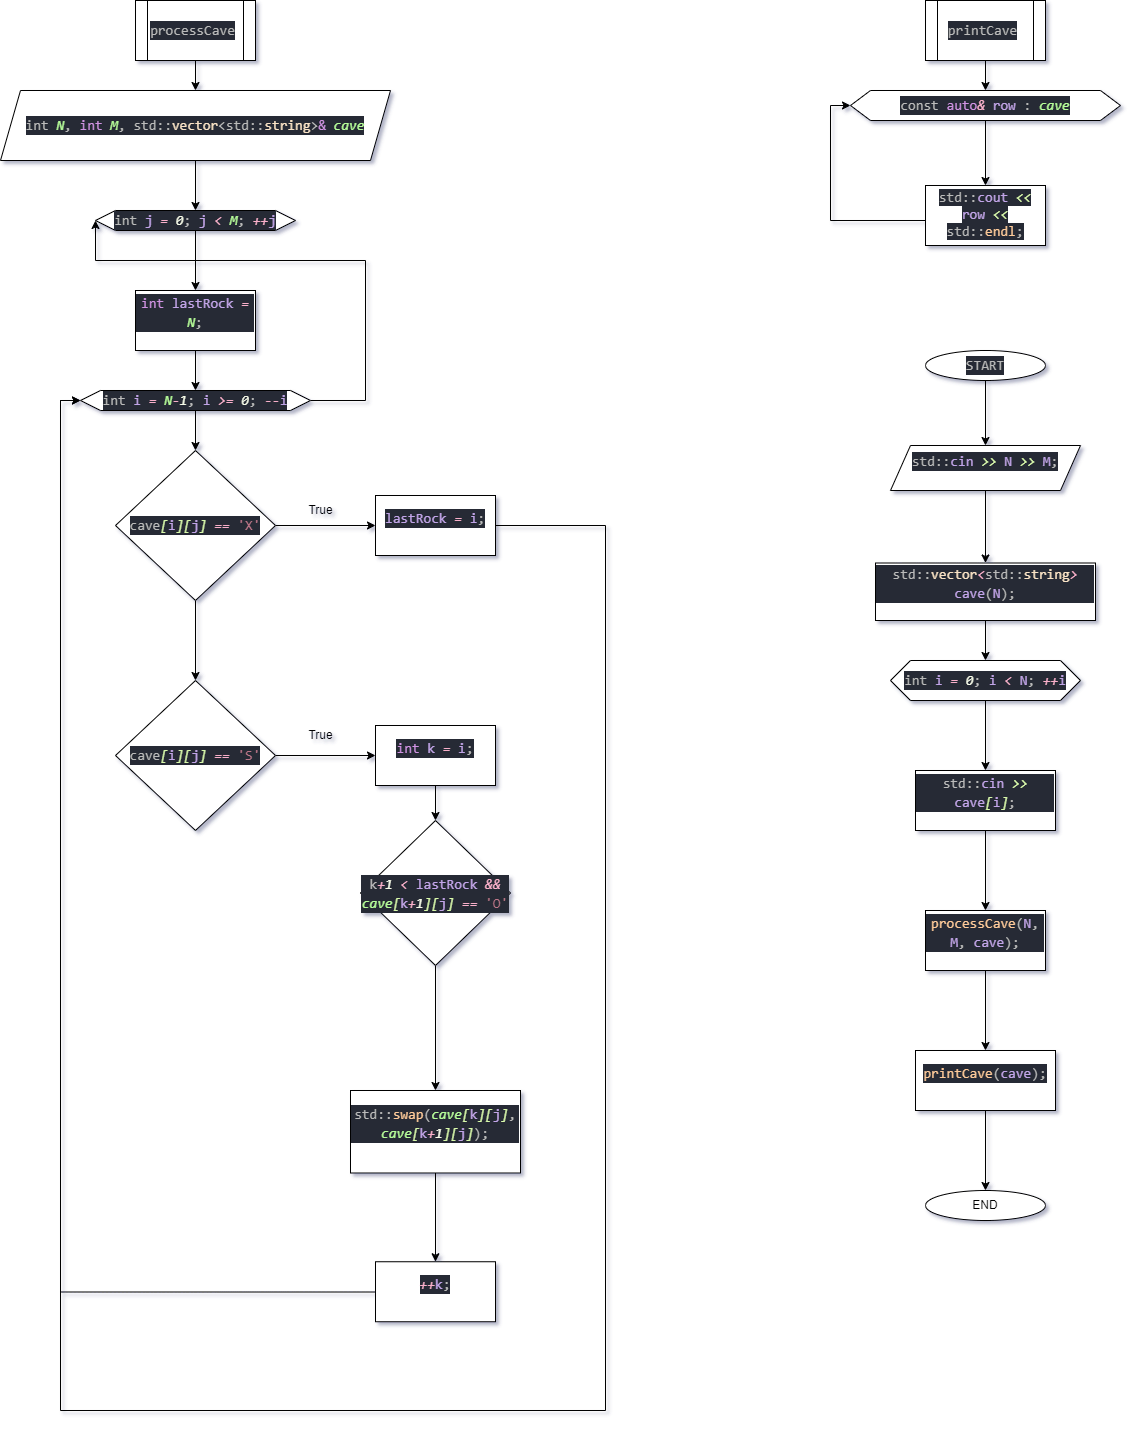 processCave
int N, int M, std::vector<std::string>& cave
int j = 0; j < M; ++j
int lastRock =
N;
int i = N-1; i >= 0; --i
cave[i][j] == 'X'
True
lastRock = i;
cave[i][j] == 'S'
True
int k = i;
k+1 < lastRock &&
cave[k+1][j] == 'O'
std::swap(cave[k][j],
cave[k+1][j]);
++k;
printCave
const auto& row : cave
std::cout <<
row <<
std::endl;
START
std::cin >> N >> M;
std::vector<std::string>
cave(N);
int i = 0; i < N; ++i
std::cin >>
cave[i];
processCave(N,
M, cave);
printCave(cave);
END